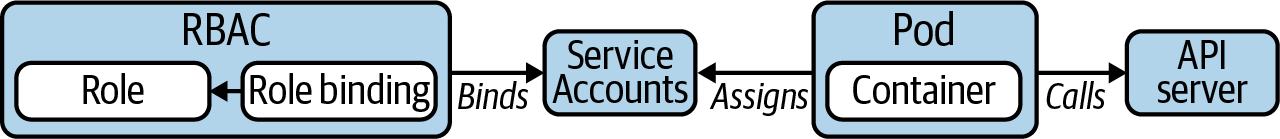 RBAC
Role
Role binding
Binds
Service
Accounts
Assigns
Pod
Container
Calls
API
server